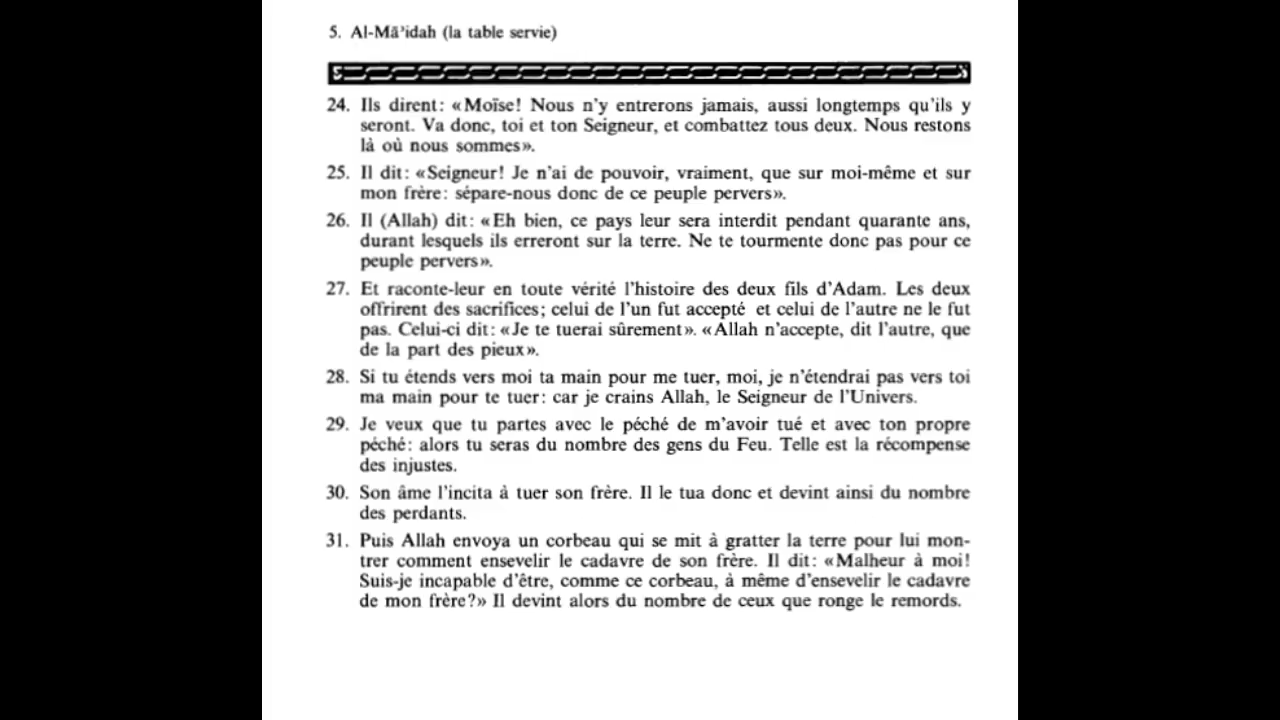 5. Al-Mā'idah (la table servie)
24. Ils dirent: «Moïse! Nous n'y entrerons jamais, aussi longtemps qu'ils y
seront. Va donc, toi et ton Seigneur, et combattez tous deux. Nous restons
là où nous sommes».
25. Il dit: «Seigneur! Je n'ai de pouvoir, vraiment, que sur moi-même et sur
mon frère: sépare-nous donc de ce peuple pervers».
26. Il (Allah) dit: «Eh bien, ce pays leur sera interdit pendant quarante ans,
durant lesquels ils erreront sur la terre. Ne te tourmente donc pas pour ce
peuple pervers».
27. Et raconte-leur en toute vérité l'histoire des deux fils d'Adam. Les deux
offrirent des sacrifices; celui de l'un fut accepté et celui de l'autre ne le fut
pas. Celui-ci dit: «Je te tuerai sûrement». «Allah n'accepte, dit l'autre, que
de la part des pieux».
28. Si tu étends vers moi ta main pour me tuer, moi, je n'étendrai pas vers toi
ma main pour te tuer: car je crains Allah, le Seigneur de l'Univers.
29. Je veux que tu partes avec le péché de m'avoir tué et avec ton propre
péché: alors tu seras du nombre des gens du Feu. Telle est la récompense
des injustes.
30. Son âme l'incita à tuer son frère. Il le tua donc et devint ainsi du nombre
des perdants.
31. Puis Allah envoya un corbeau qui se mit à gratter la terre pour lui mon-
trer comment ensevelir le cadavre de son frère. Il dit: «Malheur à moi!
Suis-je incapable d'être, comme ce corbeau, à même d'ensevelir le cadavre
de mon frère?» Il devint alors du nombre de ceux que ronge le remords.